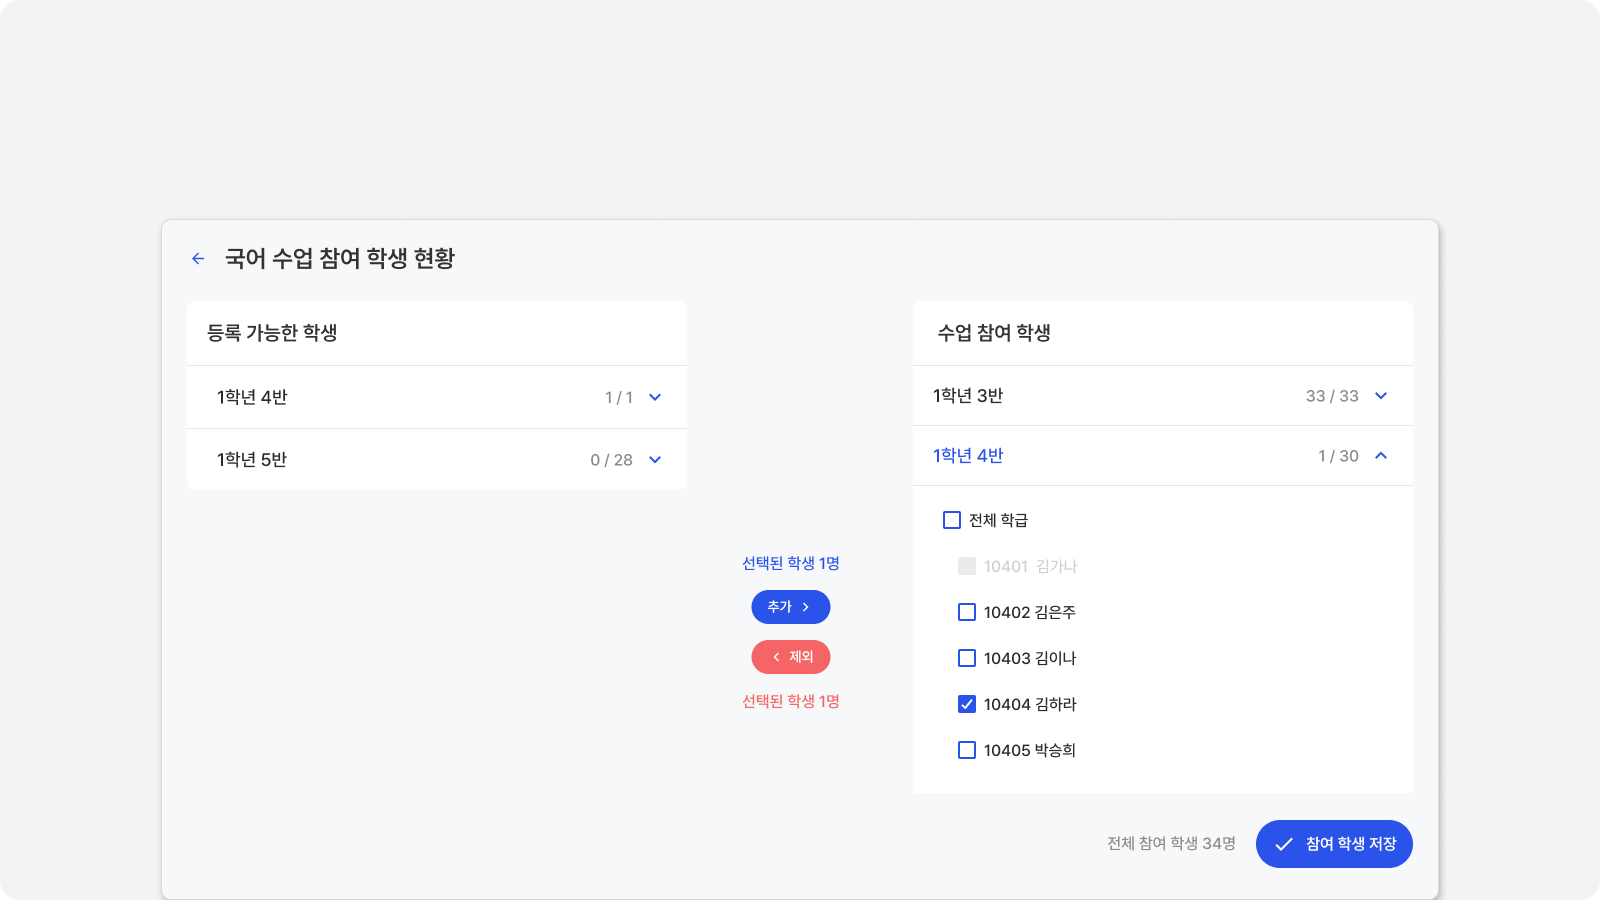 국어 수업 참여 학생 현황
등록 가능한 학생
1학년 4반 1 / 1
1학년 5반 0 / 28
선택된 학생 1명
추가
제외
선택된 학생 1명
수업 참여 학생
1학년 3반 33 / 33
1학년 4반 1 / 30
전체 학급
10401 김가나
10402 김은주
10403 김이나
10404 김하라
10405 박승희
전체 참여 학생 34명
참여 학생 저장